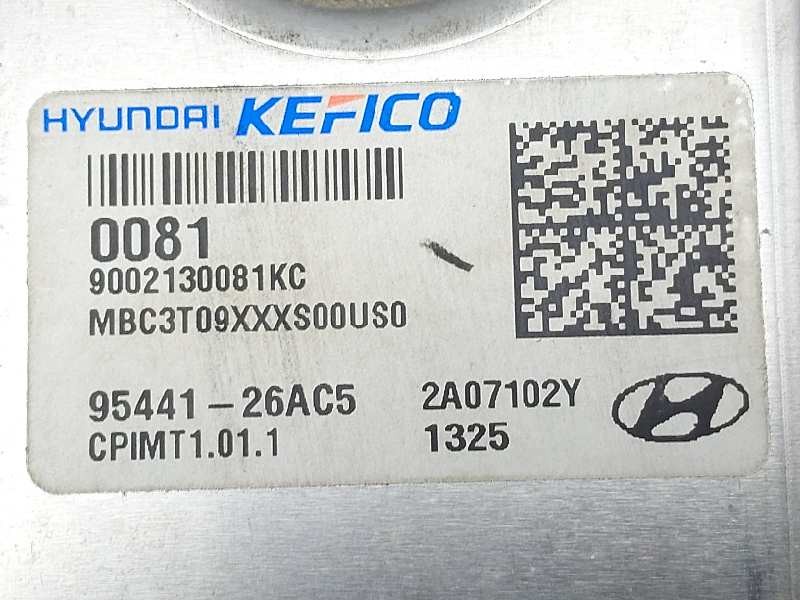 HYUNDAI KEFICO
0081
9002130081KC
MBC3T09XXXS00US0
95441-26AC5 2A07102Y
CPIMT1.01.1 1325